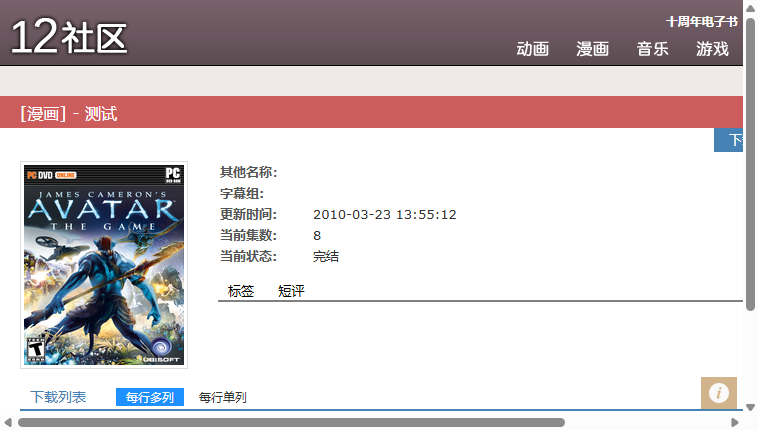 12社区
十周年电子书
动画 漫画 音乐 游戏
[漫画] - 测试
下
PC DVD ONLINE
PC
DVD-ROM
JAMES CAMERON'S
AVATAR
THE GAME
T
UBISOFT
其他名称:
字幕组:
更新时间: 2010-03-23 13:55:12
当前集数: 8
当前状态: 完结
标签 短评
下载列表 每行多列 每行单列
i